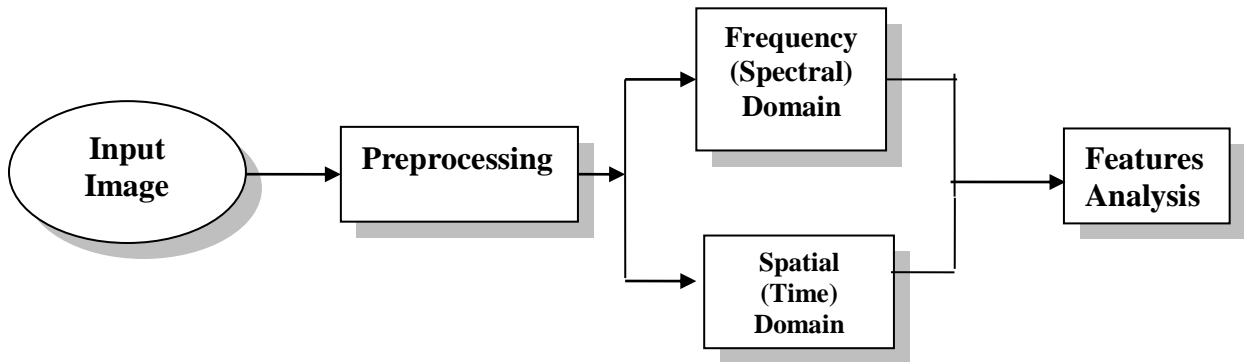 Input
Image
Preprocessing
Frequency
(Spectral)
Domain
Spatial
(Time)
Domain
Features
Analysis